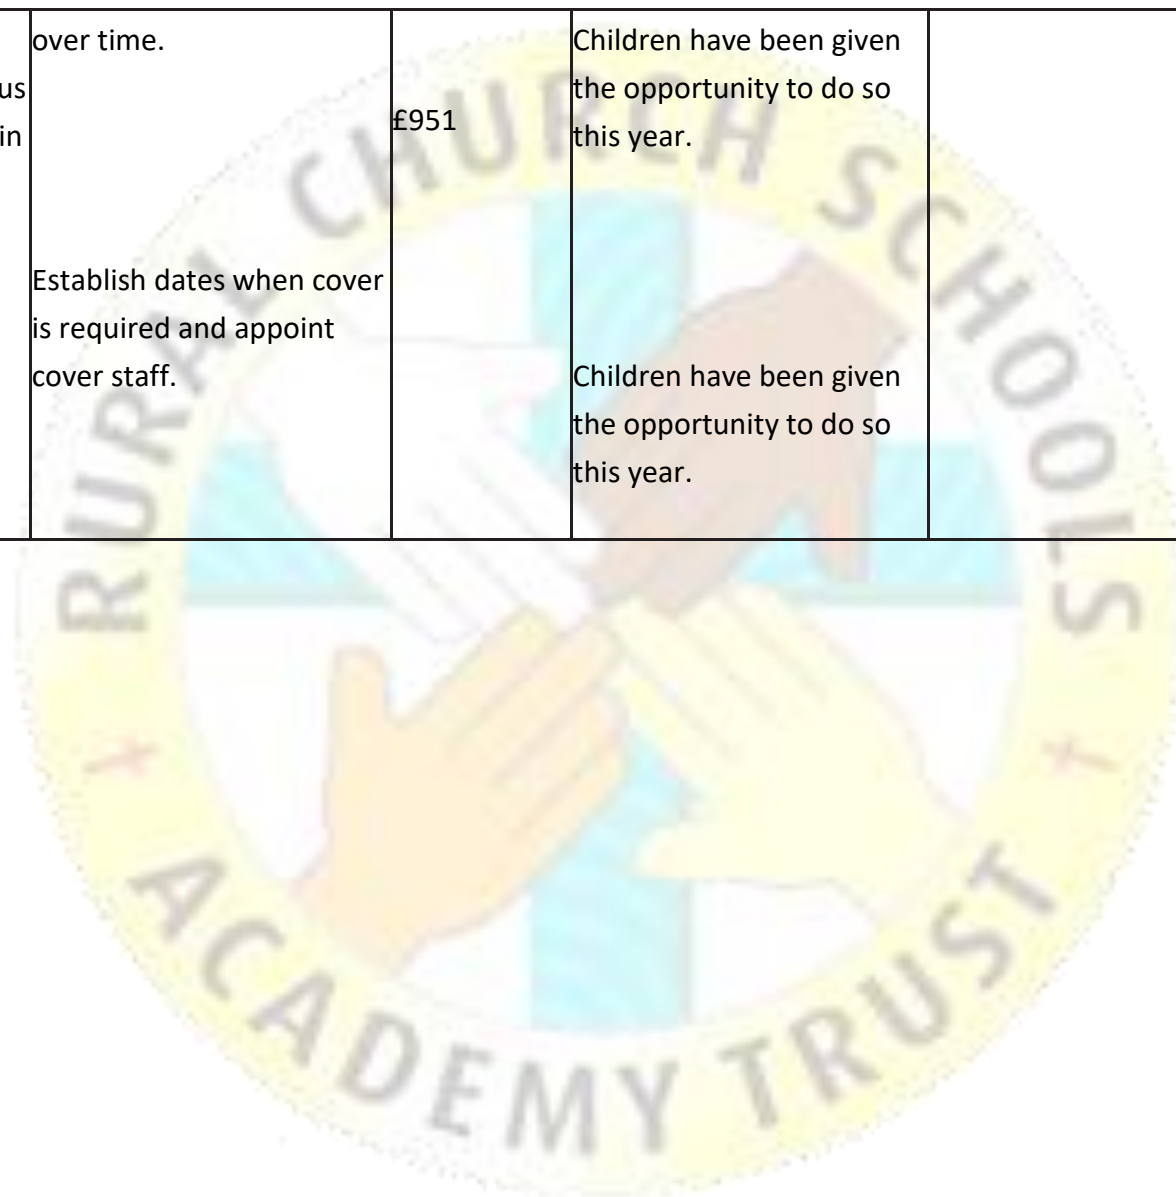 over time.
us
in
Establish dates when cover
is required and appoint
cover staff.
£951
Children have been given
the opportunity to do so
this year.
Children have been given
the opportunity to do so
this year.
RURAL CHURCH SCHOOLS
ACADEMY TRUST